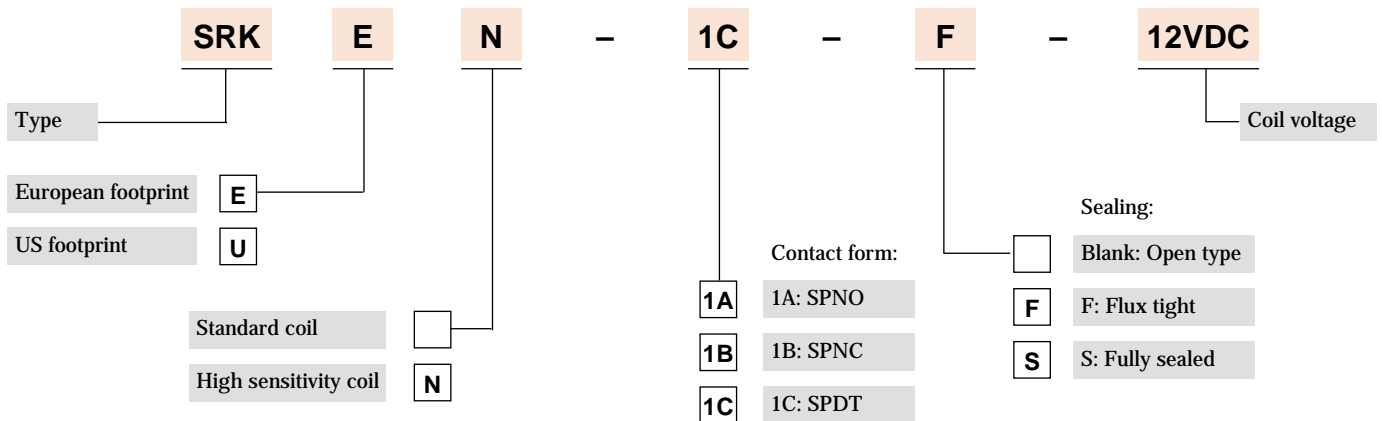 SRK E N – 1C – F – 12VDC
Type
Coil voltage
European footprint E
US footprint U
Standard coil
High sensitivity coil N
Contact form:
1A 1A: SPNO
1B 1B: SPNC
1C 1C: SPDT
Sealing:
Blank: Open type
F F: Flux tight
S S: Fully sealed